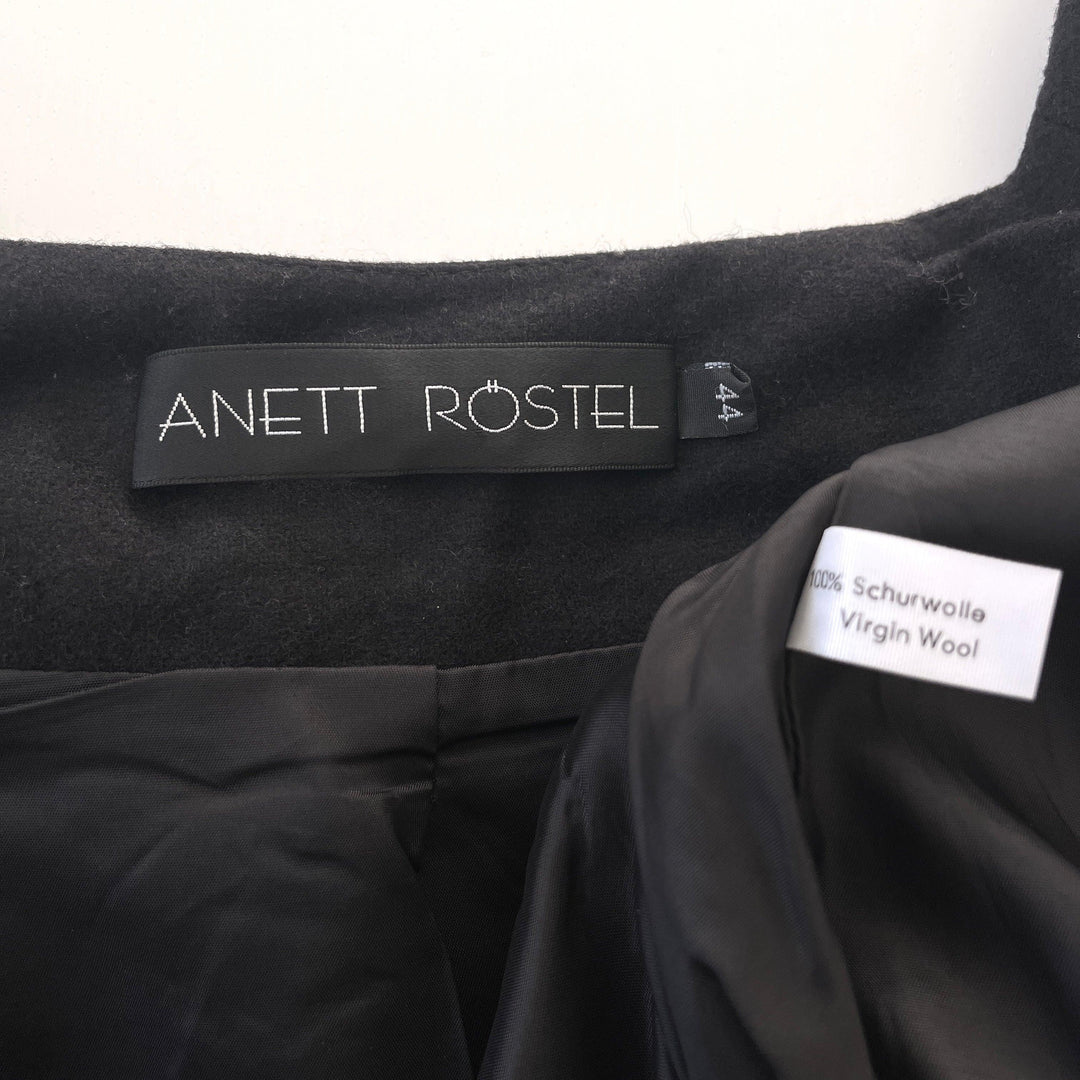 ANETT RÖSTEL
44
100% Schurwolle
Virgin Wool